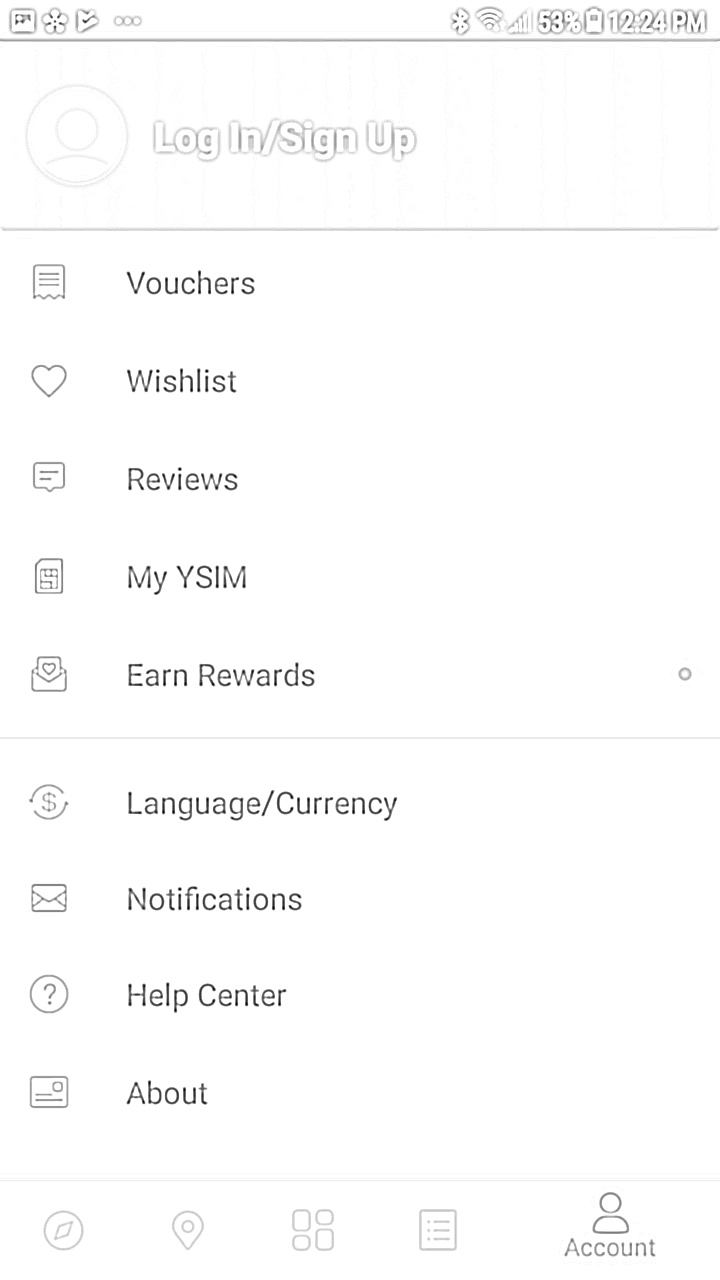 53% 12:24 PM
Log In/Sign Up
Vouchers
Wishlist
Reviews
My YSIM
Earn Rewards
Language/Currency
Notifications
Help Center
About
Account